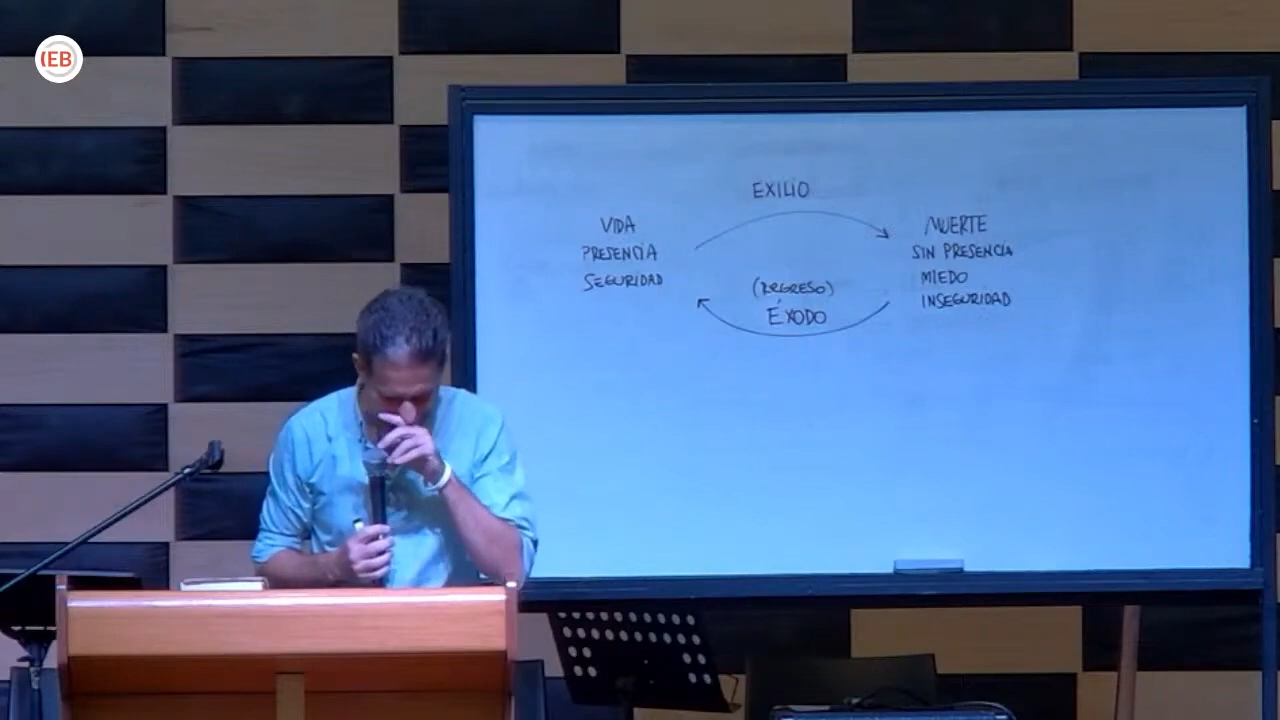 IEB
EXILIO
VIDA
PRESENCIA
SEGURIDAD
MUERTE
SIN PRESENCIA
MIEDO
INSEGURIDAD
(REGRESO)
ÉXODO